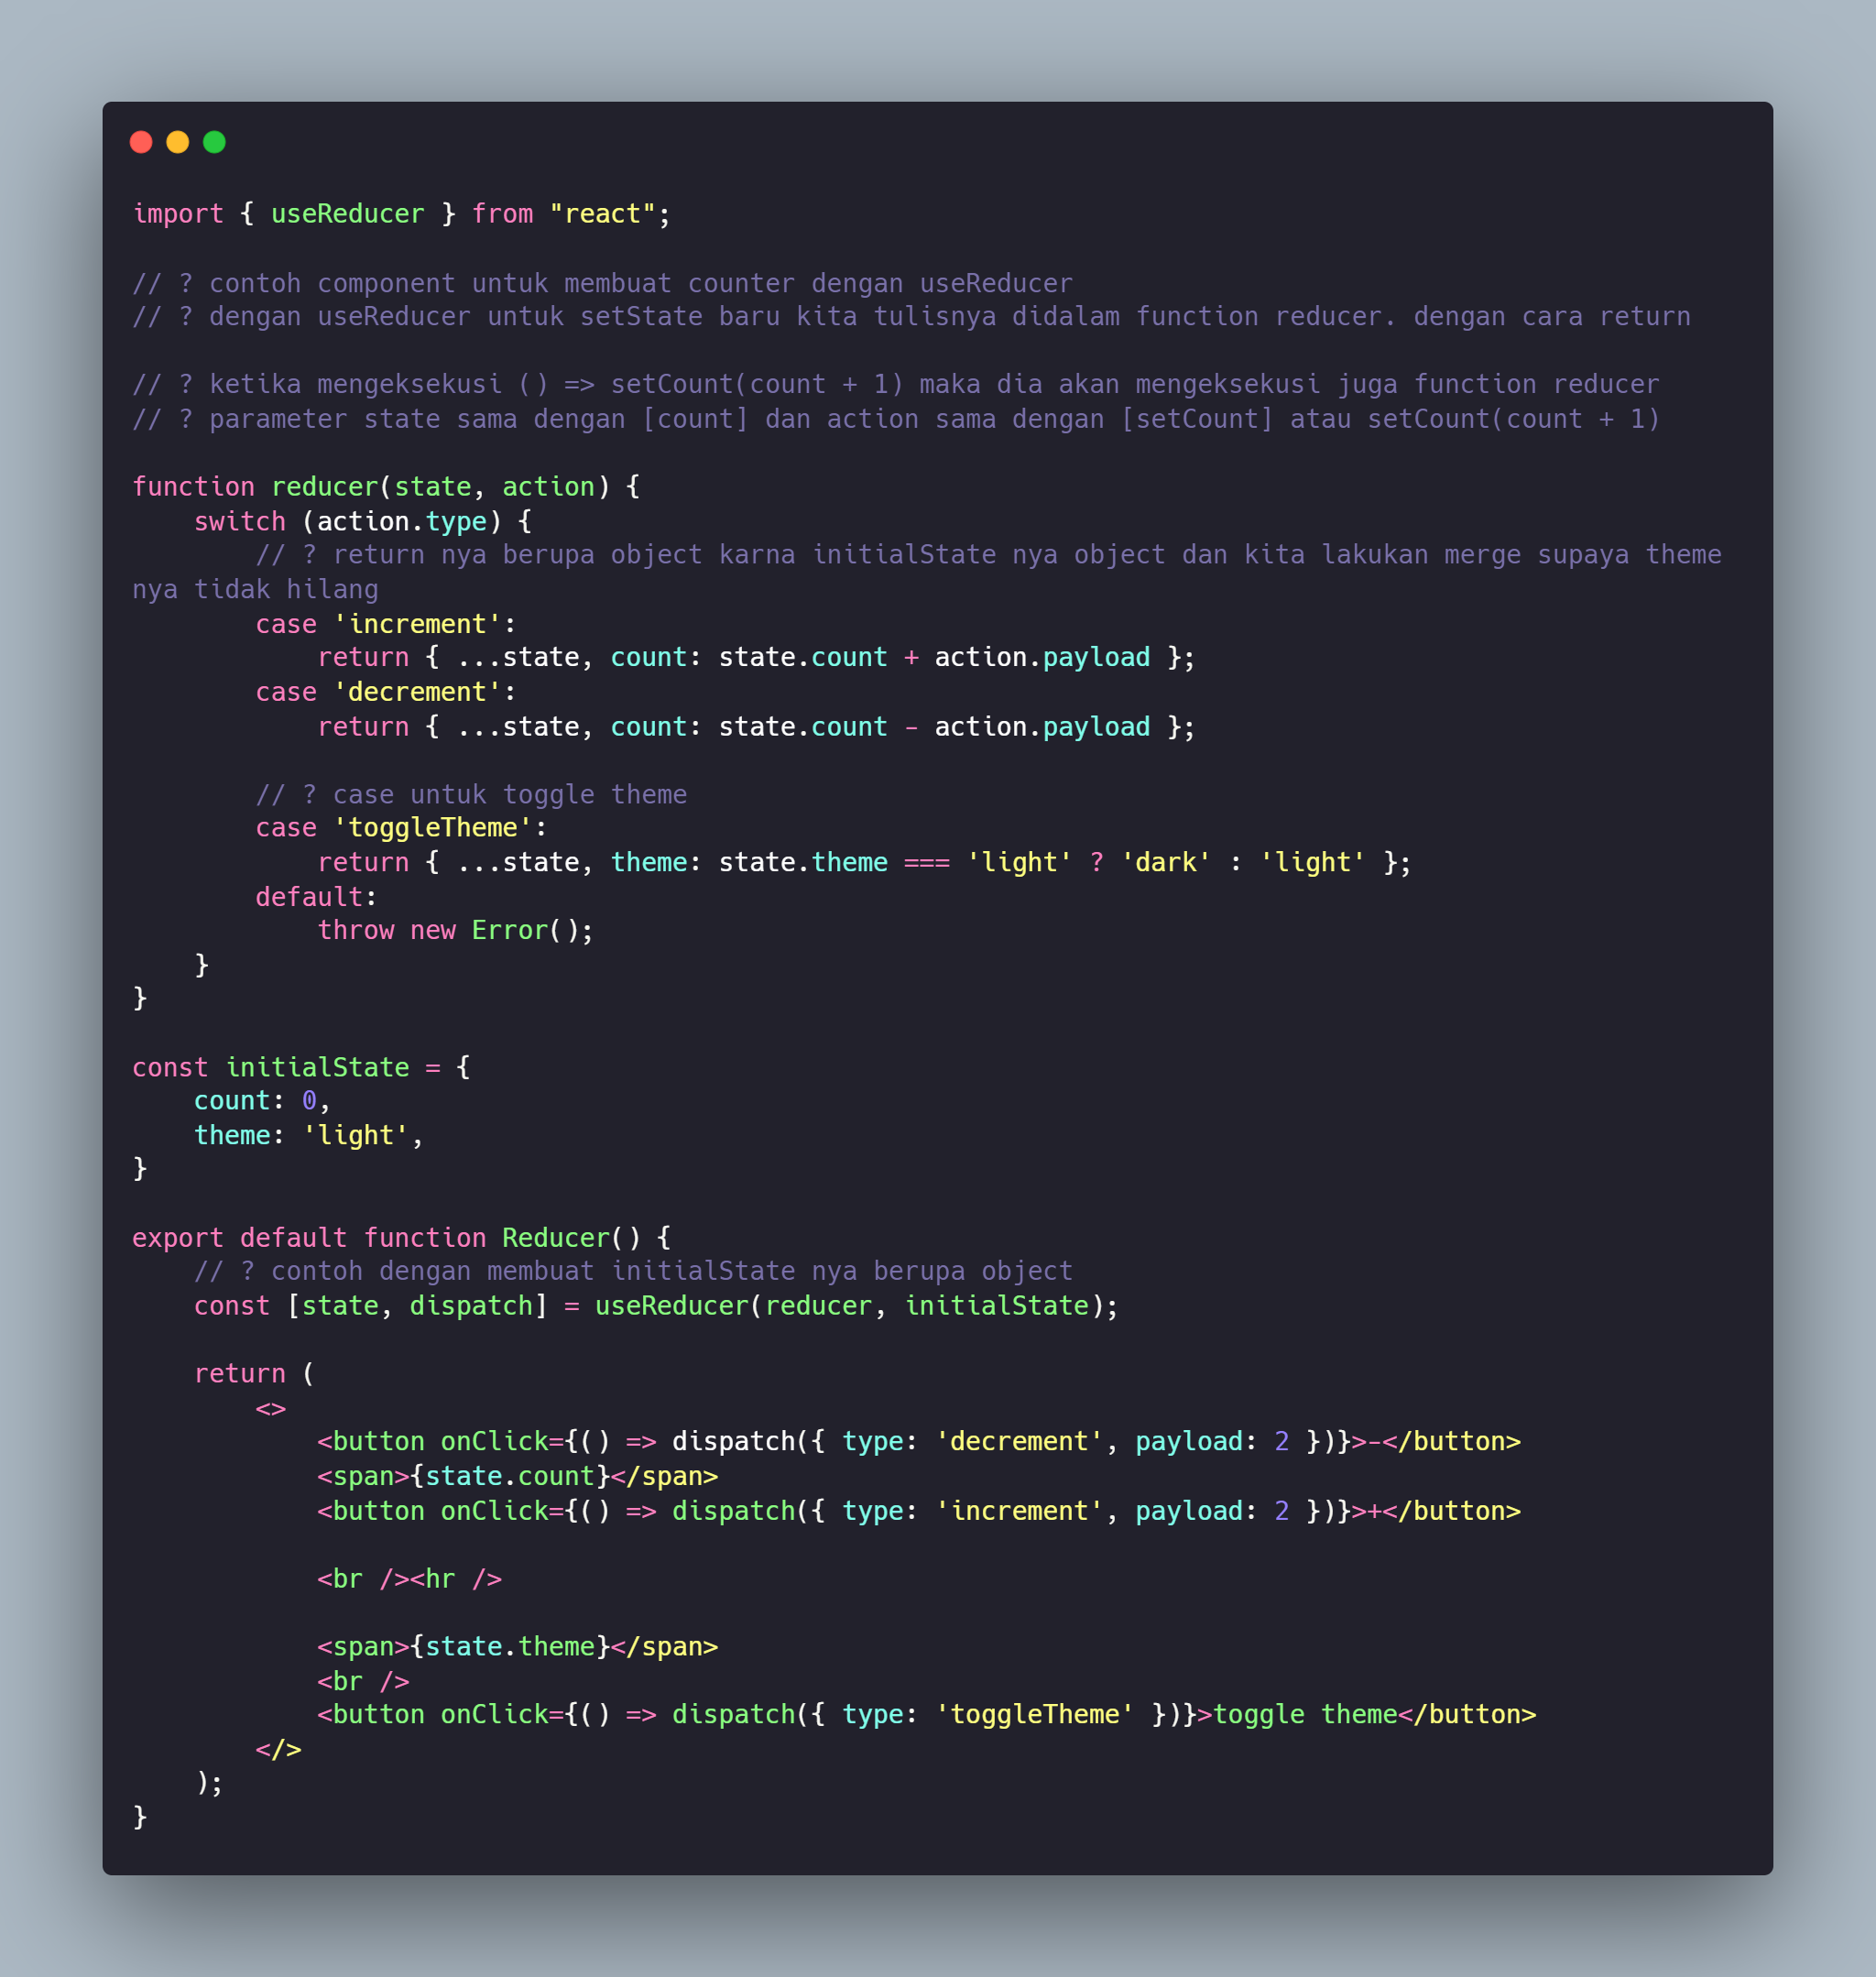 import { useReducer } from "react";

// ? contoh component untuk membuat counter dengan useReducer
// ? dengan useReducer untuk setState baru kita tulisnya didalam function reducer. dengan cara return

// ? ketika mengeksekusi () => setCount(count + 1) maka dia akan mengeksekusi juga function reducer
// ? parameter state sama dengan [count] dan action sama dengan [setCount] atau setCount(count + 1)

function reducer(state, action) {
    switch (action.type) {
        // ? return nya berupa object karna initialState nya object dan kita lakukan merge supaya theme
nya tidak hilang
        case 'increment':
            return { ...state, count: state.count + action.payload };
        case 'decrement':
            return { ...state, count: state.count - action.payload };

        // ? case untuk toggle theme
        case 'toggleTheme':
            return { ...state, theme: state.theme === 'light' ? 'dark' : 'light' };
        default:
            throw new Error();
    }
}

const initialState = {
    count: 0,
    theme: 'light',
}

export default function Reducer() {
    // ? contoh dengan membuat initialState nya berupa object
    const [state, dispatch] = useReducer(reducer, initialState);

    return (
        <>
            <button onClick={() => dispatch({ type: 'decrement', payload: 2 })}>-</button>
            <span>{state.count}</span>
            <button onClick={() => dispatch({ type: 'increment', payload: 2 })}>+</button>

            <br /><hr />

            <span>{state.theme}</span>
            <br />
            <button onClick={() => dispatch({ type: 'toggleTheme' })}>toggle theme</button>
        </>
    );
}